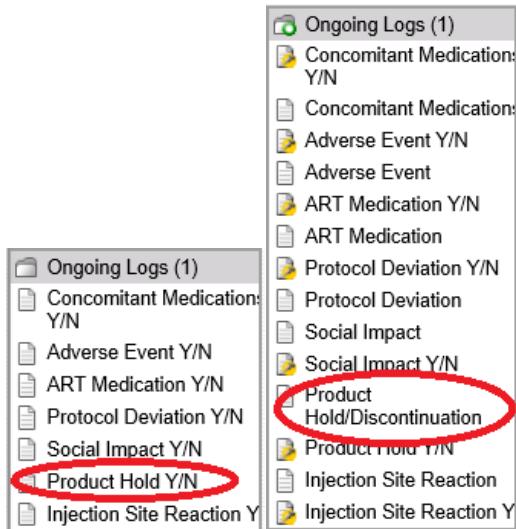 Ongoing Logs (1)
Concomitant Medications
Y/N
Adverse Event Y/N
ART Medication Y/N
Protocol Deviation Y/N
Social Impact Y/N
Product Hold Y/N
Injection Site Reaction Y
Ongoing Logs (1)
Concomitant Medications
Y/N
Concomitant Medications
Adverse Event Y/N
Adverse Event
ART Medication Y/N
ART Medication
Protocol Deviation Y/N
Protocol Deviation
Social Impact
Social Impact Y/N
Product
Hold/Discontinuation
Product Hold Y/N
Injection Site Reaction
Injection Site Reaction Y